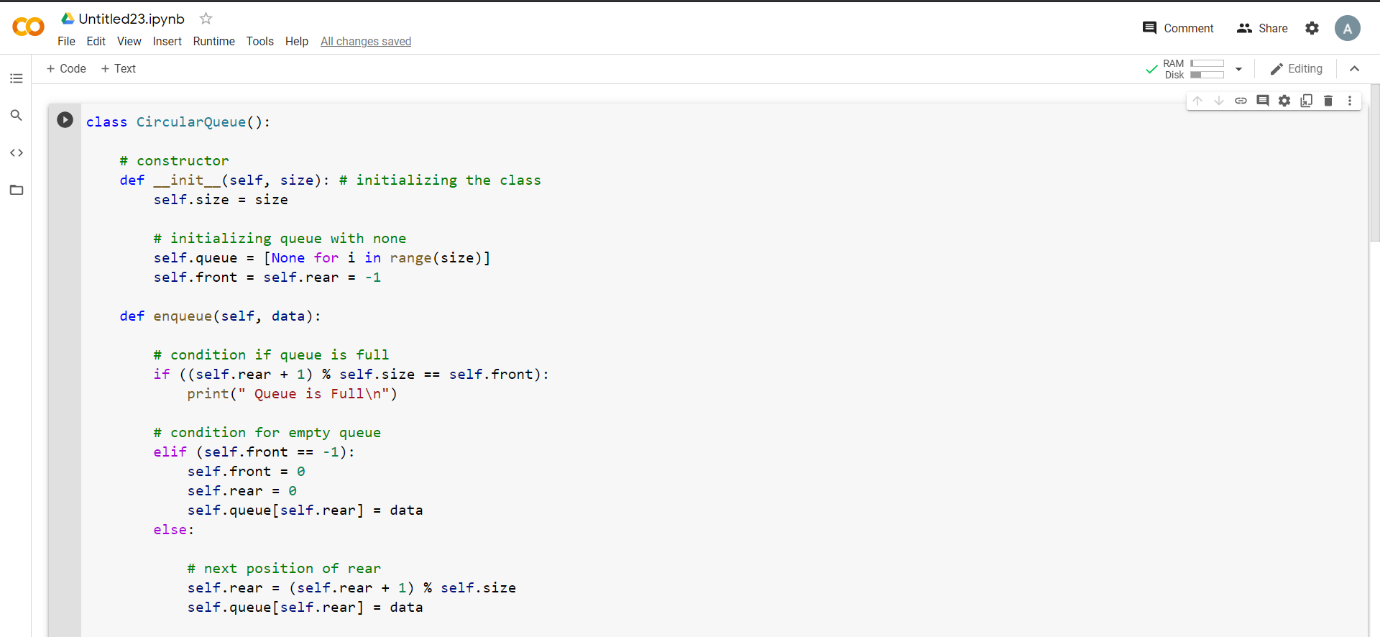 Untitled23.ipynb
File Edit View Insert Runtime Tools Help All changes saved
Comment Share A
+ Code + Text
RAM
Disk
Editing
class CircularQueue():
    # constructor
    def __init__(self, size): # initializing the class
        self.size = size
        # initializing queue with none
        self.queue = [None for i in range(size)]
        self.front = self.rear = -1
    def enqueue(self, data):
        # condition if queue is full
        if ((self.rear + 1) % self.size == self.front):
            print(" Queue is Full\n")
        # condition for empty queue
        elif (self.front == -1):
            self.front = 0
            self.rear = 0
            self.queue[self.rear] = data
        else:
            # next position of rear
            self.rear = (self.rear + 1) % self.size
            self.queue[self.rear] = data